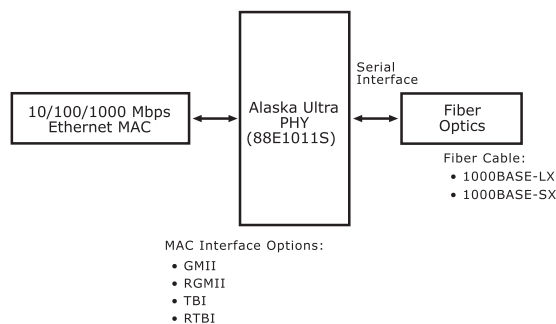 10/100/1000 Mbps
Ethernet MAC
Alaska Ultra
PHY
(88E1011S)
Serial
Interface
Fiber
Optics
Fiber Cable:
• 1000BASE-LX
• 1000BASE-SX
MAC Interface Options:
• GMII
• RGMII
• TBI
• RTBI